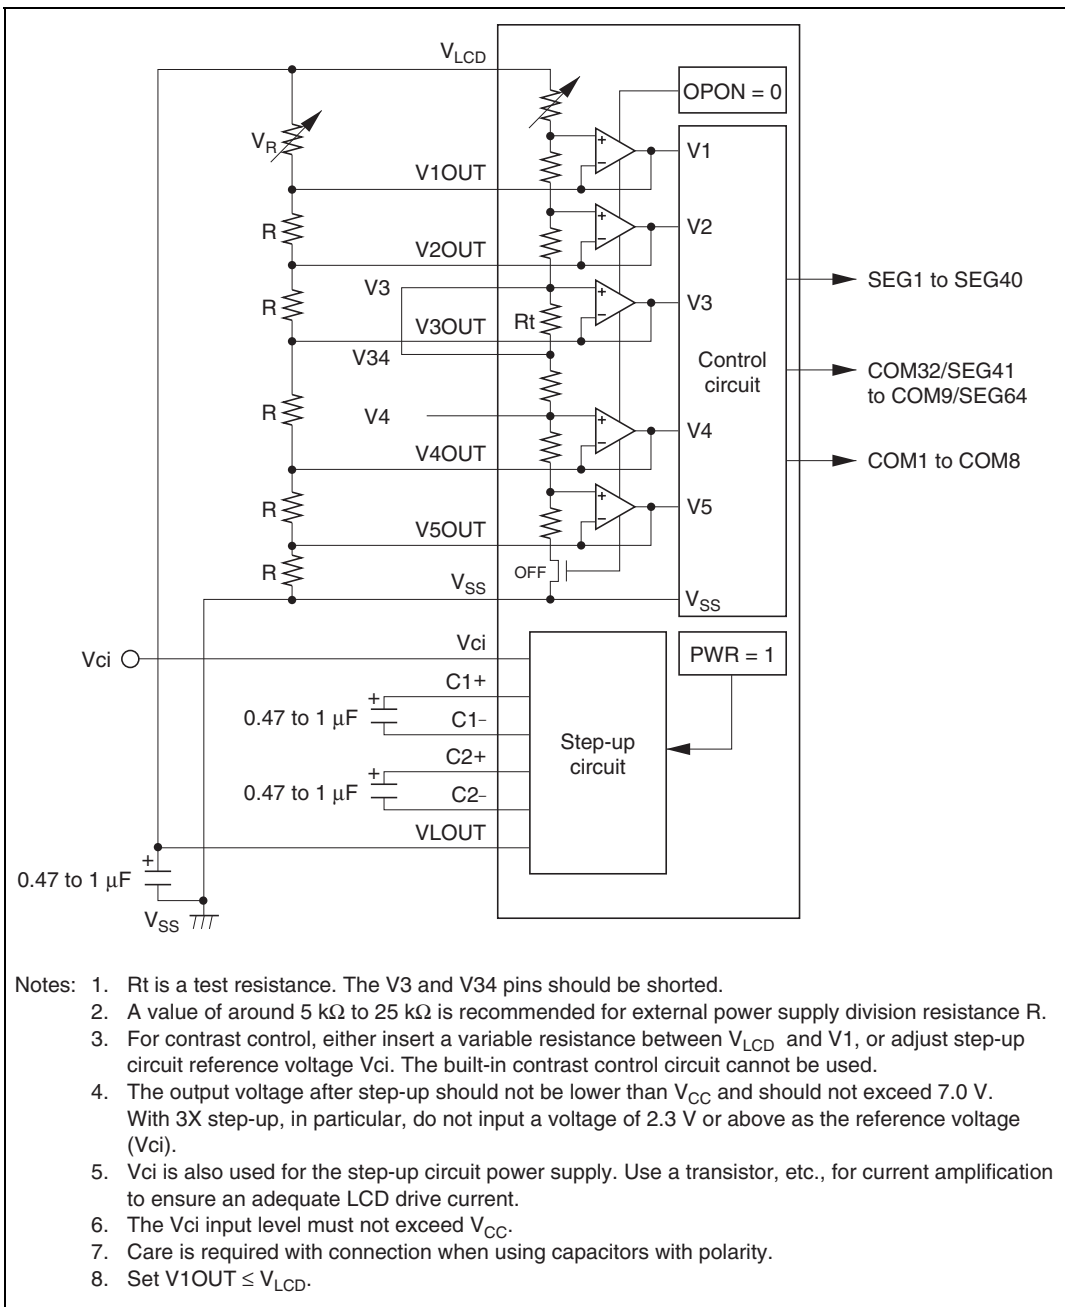 V_LCD
OPON = 0
V_R
V1OUT
V1
R
V2OUT
V2
V3
R
V3OUT
Rt
V3
V34
Control
circuit
SEG1 to SEG40
COM32/SEG41
to COM9/SEG64
R
V4
V4OUT
V4
COM1 to COM8
R
V5OUT
V5
R
OFF
V_SS
V_SS
Vci
Vci
PWR = 1
C1+
+
0.47 to 1 μF
C1–
C2+
+
0.47 to 1 μF
C2–
Step-up
circuit
VLOUT
+
0.47 to 1 μF
V_SS
+
–
+
–
+
–
+
–
+
–
Notes: 1. Rt is a test resistance. The V3 and V34 pins should be shorted.
2. A value of around 5 kΩ to 25 kΩ is recommended for external power supply division resistance R.
3. For contrast control, either insert a variable resistance between V_LCD and V1, or adjust step-up
circuit reference voltage Vci. The built-in contrast control circuit cannot be used.
4. The output voltage after step-up should not be lower than V_CC and should not exceed 7.0 V.
With 3X step-up, in particular, do not input a voltage of 2.3 V or above as the reference voltage
(Vci).
5. Vci is also used for the step-up circuit power supply. Use a transistor, etc., for current amplification
to ensure an adequate LCD drive current.
6. The Vci input level must not exceed V_CC.
7. Care is required with connection when using capacitors with polarity.
8. Set V1OUT ≤ V_LCD.